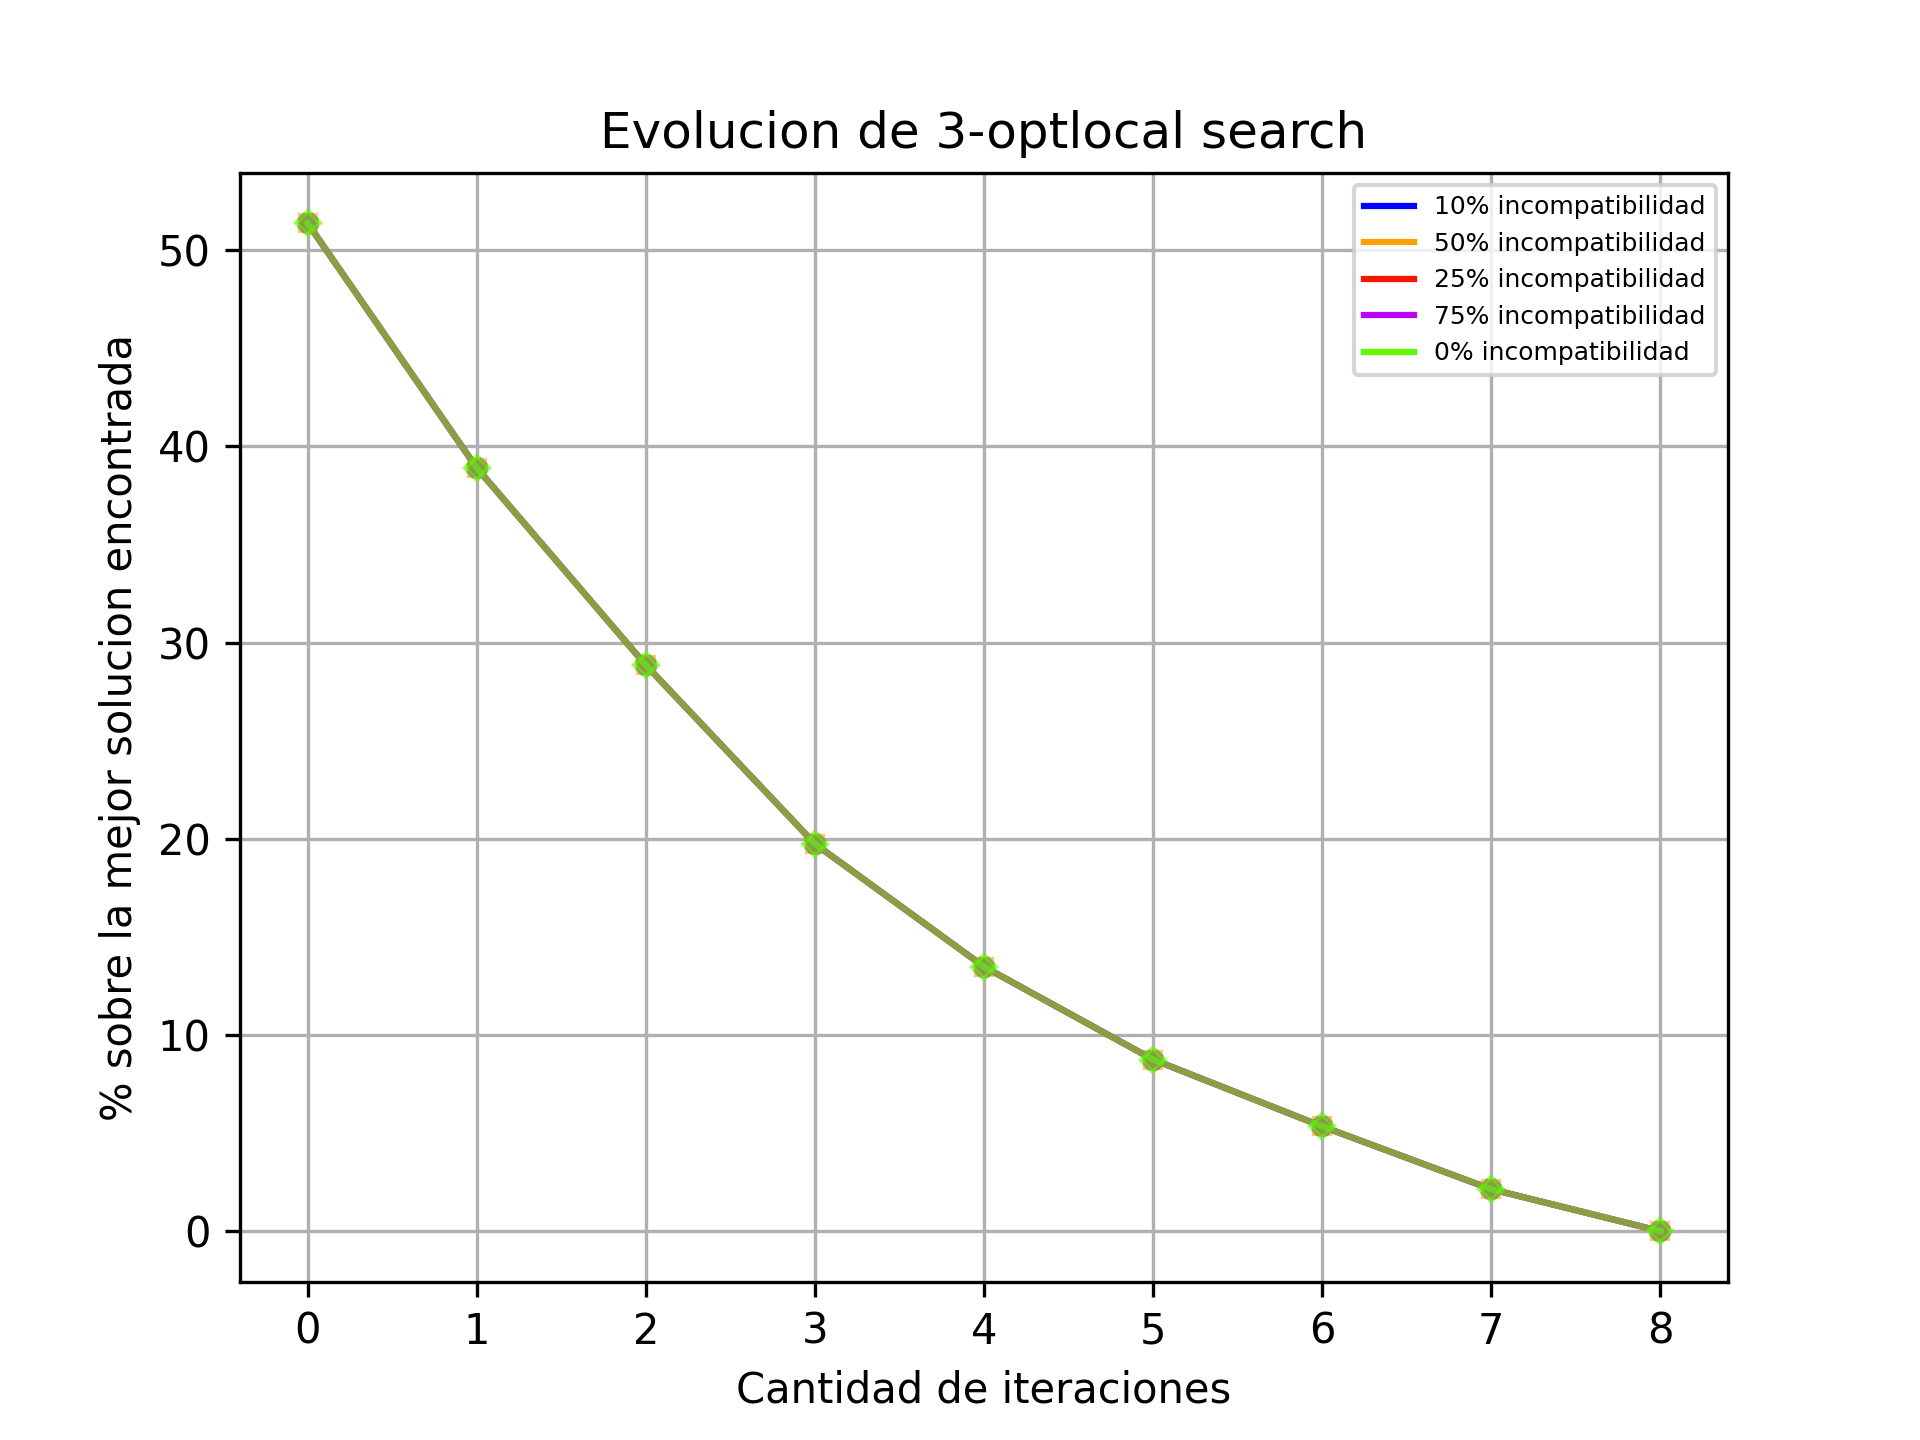 Evolucion de 3-optlocal search
10% incompatibilidad
50% incompatibilidad
25% incompatibilidad
75% incompatibilidad
0% incompatibilidad
% sobre la mejor solucion encontrada
50
40
30
20
10
0
0 1 2 3 4 5 6 7 8
Cantidad de iteraciones